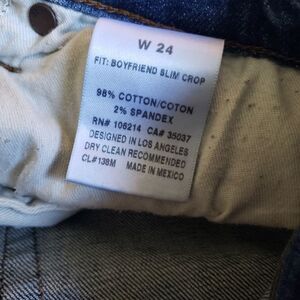 W 24
FIT: BOYFRIEND SLIM CROP
98% COTTON/COTON
2% SPANDEX
RN# 106214 CA# 35037
DESIGNED IN LOS ANGELES
DRY CLEAN RECOMMENDED
CL#138M MADE IN MEXICO